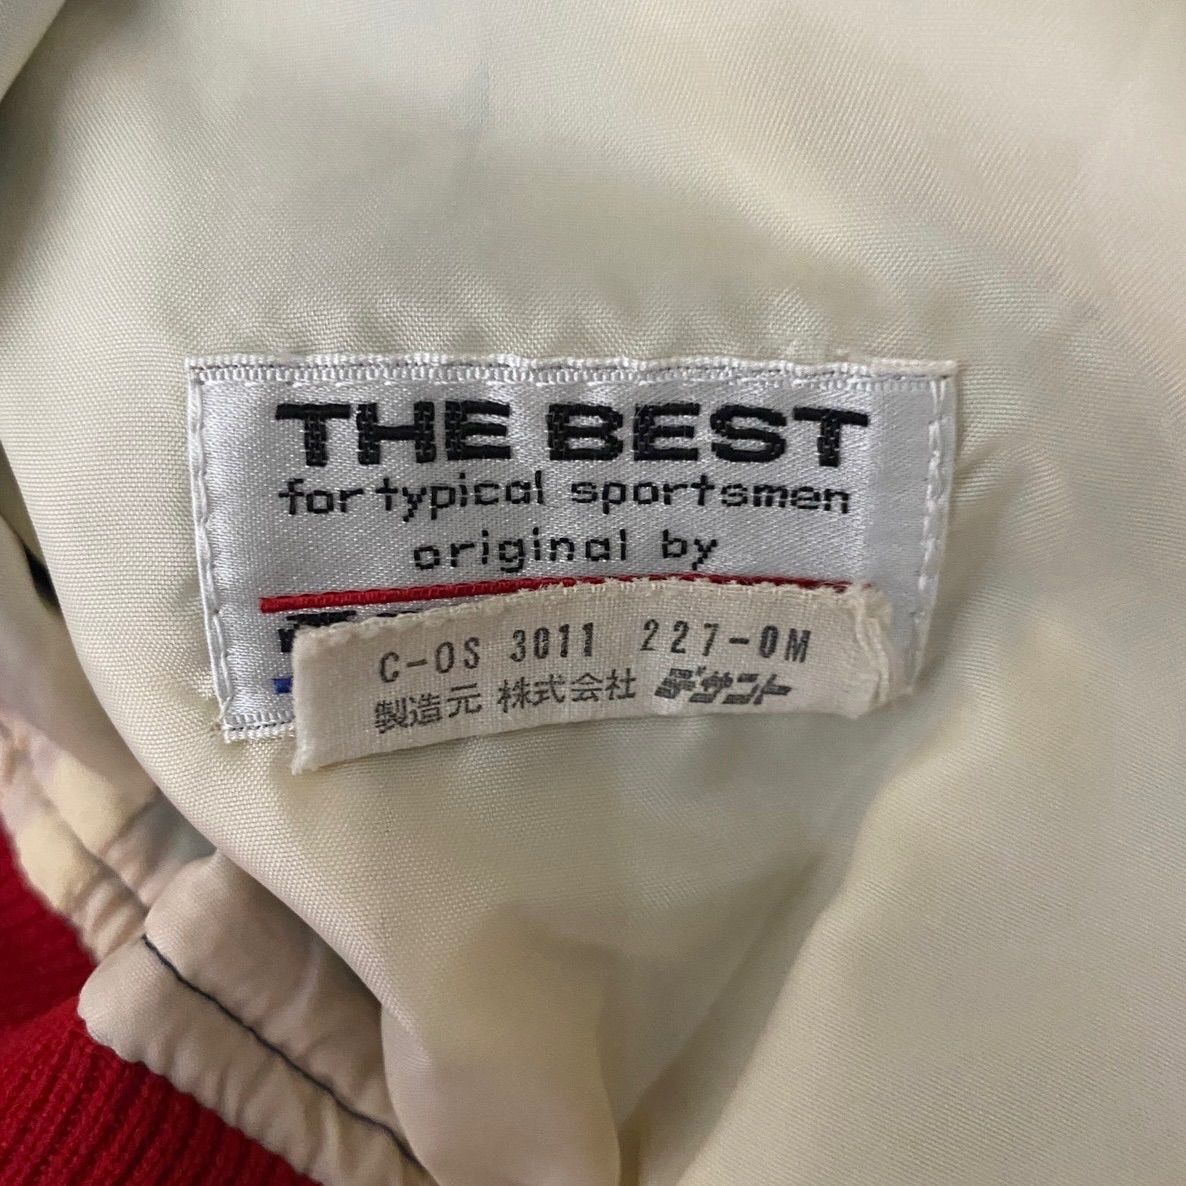 THE BEST
for typical sportsmen
original by
C-OS 3011 227-0M
製造元 株式会社 デサント